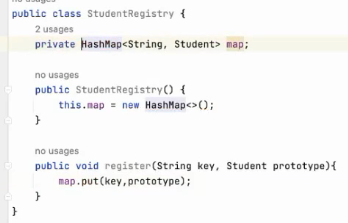 no usages
public class StudentRegistry {
2 usages
private HashMap<String, Student> map;
no usages
public StudentRegistry() {
this.map = new HashMap<>();
}
no usages
public void register(String key, Student prototype){
map.put(key,prototype);
}
}